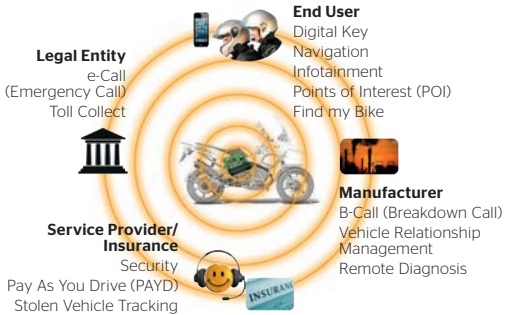 End User
Digital Key
Navigation
Infotainment
Points of Interest (POI)
Find my Bike
Legal Entity
e-Call
(Emergency Call)
Toll Collect
Manufacturer
B-Call (Breakdown Call)
Vehicle Relationship
Management
Remote Diagnosis
Service Provider/
Insurance
Security
Pay As You Drive (PAYD)
Stolen Vehicle Tracking